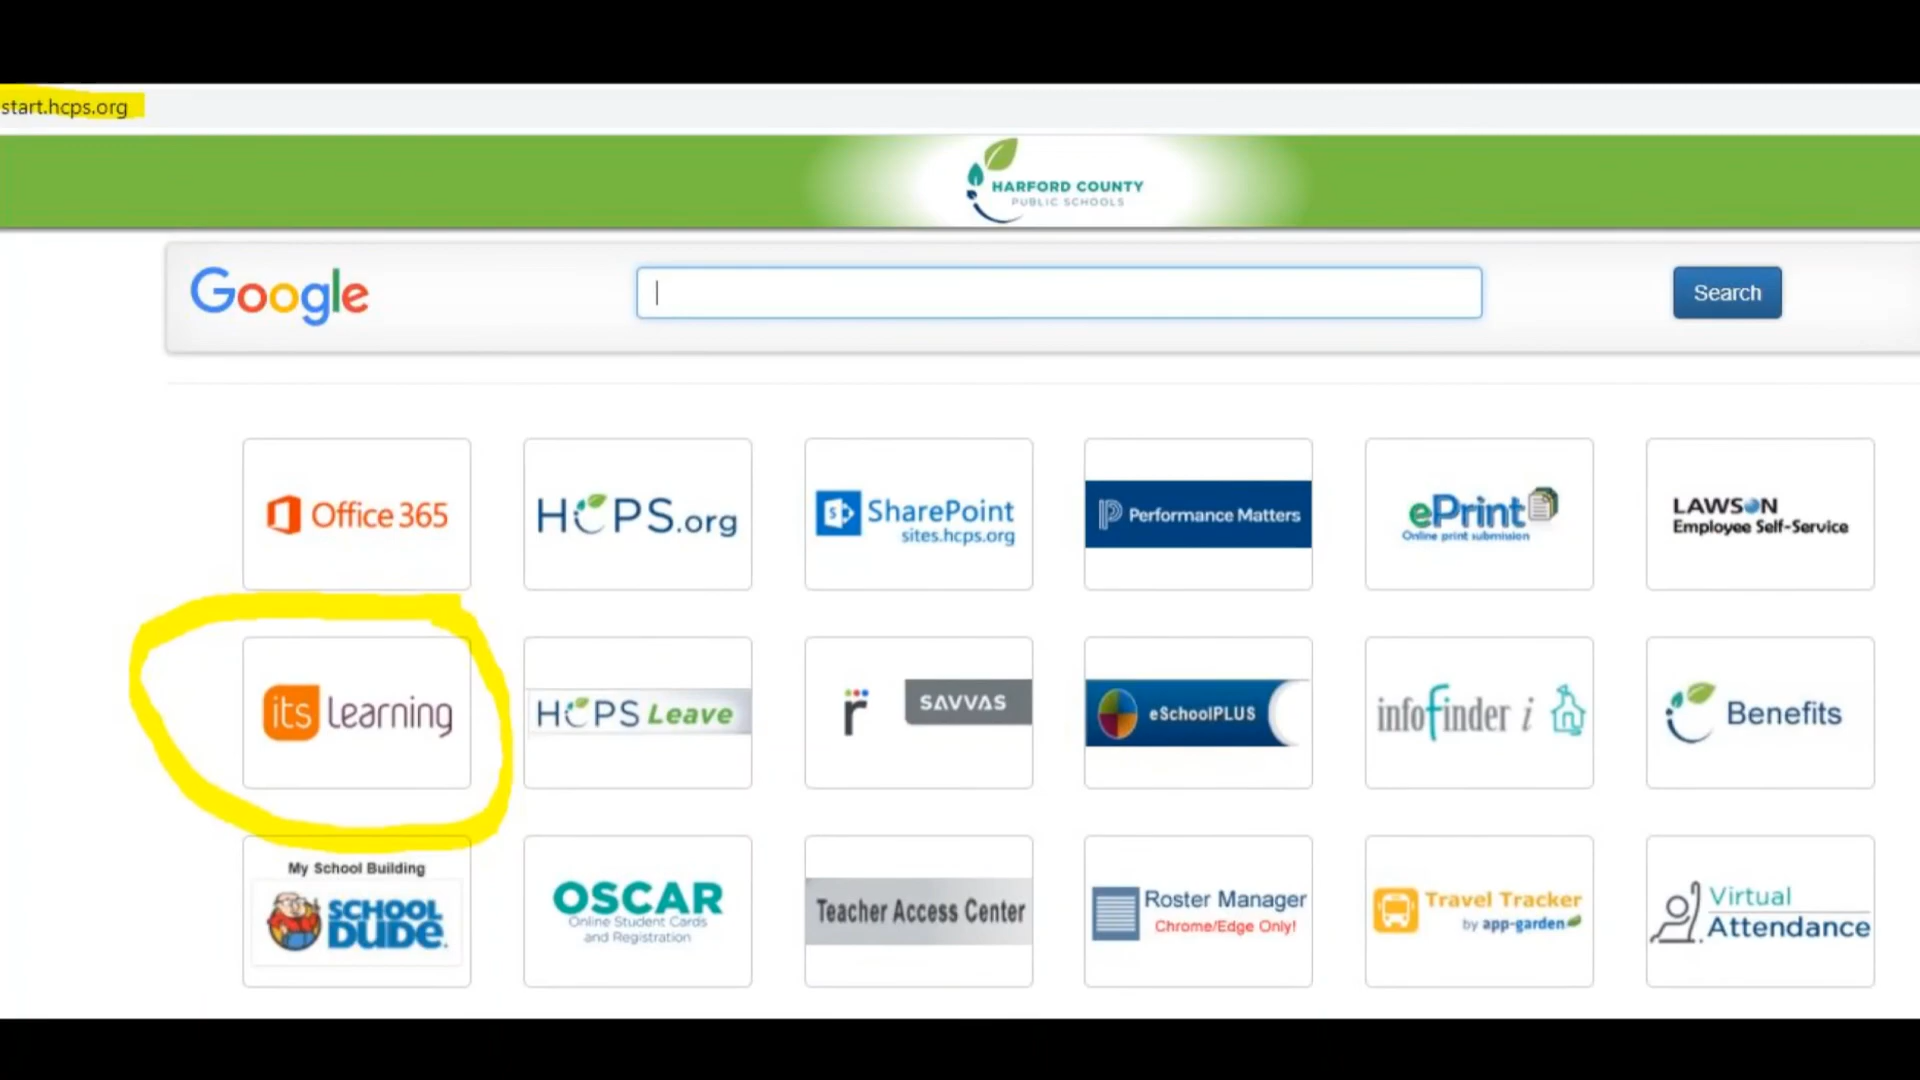 start.hcps.org
HARFORD COUNTY
PUBLIC SCHOOLS
Google
Search
Office 365
HCPS.org
SharePoint
sites.hcps.org
Performance Matters
ePrint
Online print submission
LAWSON
Employee Self-Service
its Learning
HCPS Leave
r
SAVVAS
eSchoolPLUS
infofinder i
Benefits
My School Building
SCHOOL
DUDE
OSCAR
Online Student Cards
and Registration
Teacher Access Center
Roster Manager
Chrome/Edge Only!
Travel Tracker
by app-garden
Virtual
Attendance